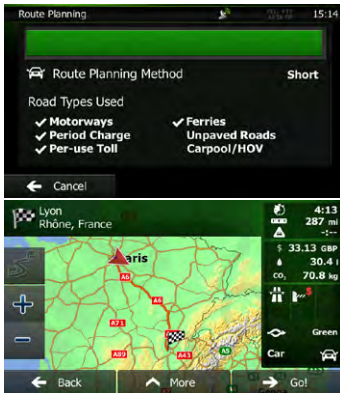 Route Planning 15:14
Route Planning Method Short
Road Types Used
Motorways Ferries
Period Charge Unpaved Roads
Per-use Toll Carpool/HOV
Cancel
Lyon
Rhône, France
4:13
287 mi
-:--
$ 33.13 GBP
30.4 l
CO₂ 70.8 kg
aris
A6
A6
A71
A89
A43
A5
Green
Car
Back More Go!